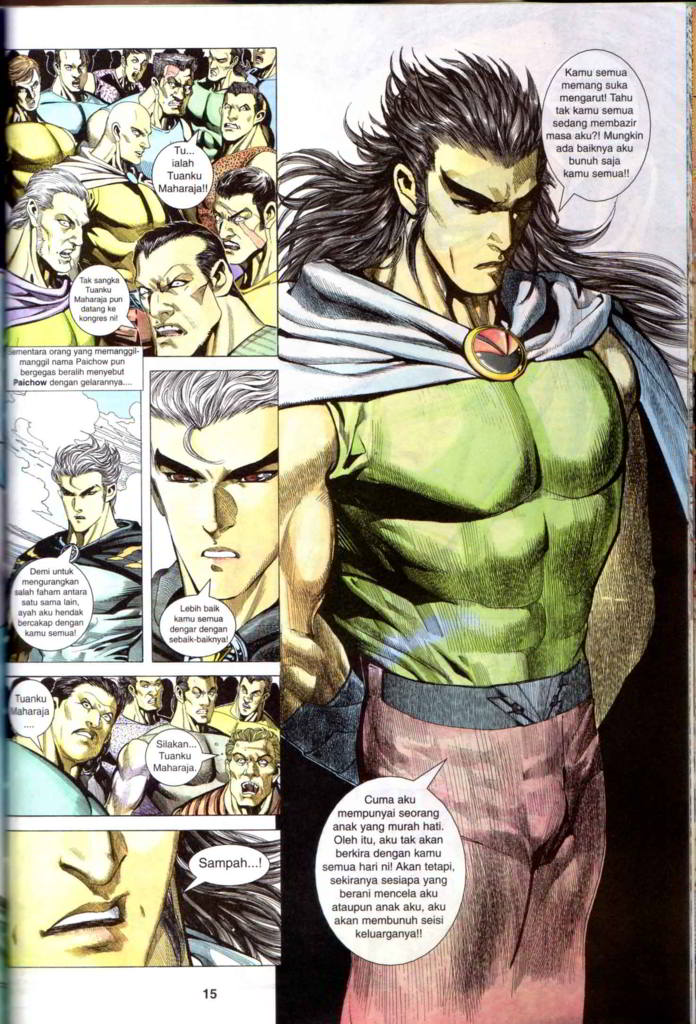 Tu...
ialah
Tuanku
Maharaja!!
Tak sangka
Tuanku
Maharaja pun
datang ke
kongres ni!
Sementara orang yang memanggil-
manggil nama Paichow pun
bergegas beralih menyebut
Paichow dengan gelarannya....
Demi untuk
mengurangkan
salah faham antara
satu sama lain,
ayah aku hendak
bercakap dengan
kamu semua!
Lebih baik
kamu semua
dengar dengan
sebaik-baiknya!
Tuanku
Maharaja
....
Silakan...
Tuanku
Maharaja.
Sampah...!
Kamu semua
memang suka
mengarut! Tahu
tak kamu semua
sedang membazir
masa aku?! Mungkin
ada baiknya aku
bunuh saja
kamu semua!!
Cuma aku
mempunyai seorang
anak yang murah hati.
Oleh itu, aku tak akan
berkira dengan kamu
semua hari ni! Akan tetapi,
sekiranya sesiapa yang
berani mencela aku
ataupun anak aku, aku
akan membunuh seisi
keluarganya!!
15